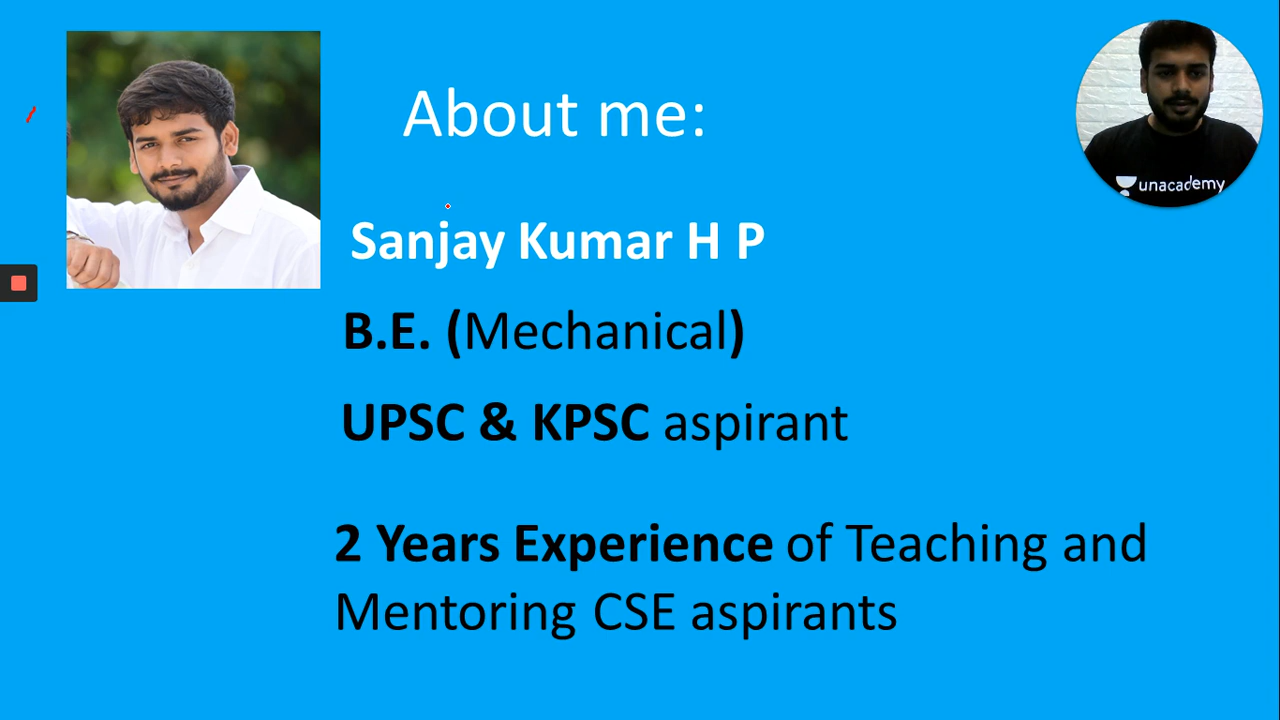 About me:
unacademy
Sanjay Kumar H P
B.E. (Mechanical)
UPSC & KPSC aspirant
2 Years Experience of Teaching and
Mentoring CSE aspirants